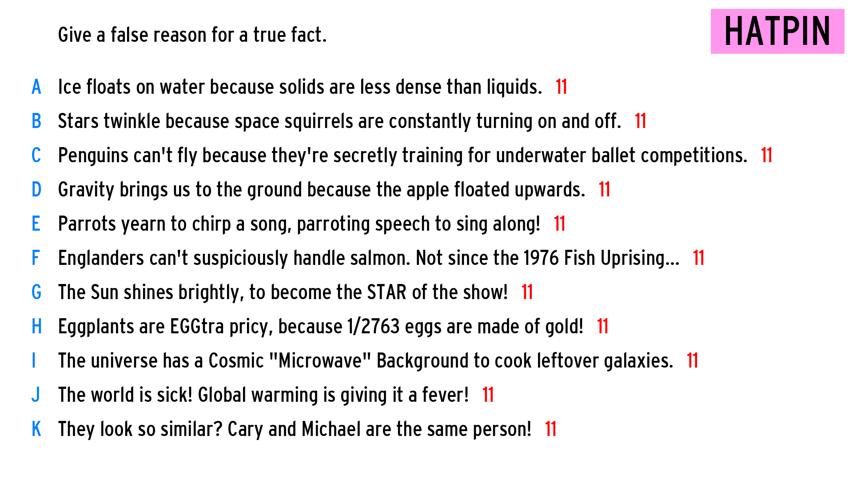 Give a false reason for a true fact.
HATPIN
A Ice floats on water because solids are less dense than liquids. 11
B Stars twinkle because space squirrels are constantly turning on and off. 11
C Penguins can't fly because they're secretly training for underwater ballet competitions. 11
D Gravity brings us to the ground because the apple floated upwards. 11
E Parrots yearn to chirp a song, parroting speech to sing along! 11
F Englanders can't suspiciously handle salmon. Not since the 1976 Fish Uprising... 11
G The Sun shines brightly, to become the STAR of the show! 11
H Eggplants are EGGtra pricy, because 1/2763 eggs are made of gold! 11
I The universe has a Cosmic "Microwave" Background to cook leftover galaxies. 11
J The world is sick! Global warming is giving it a fever! 11
K They look so similar? Cary and Michael are the same person! 11